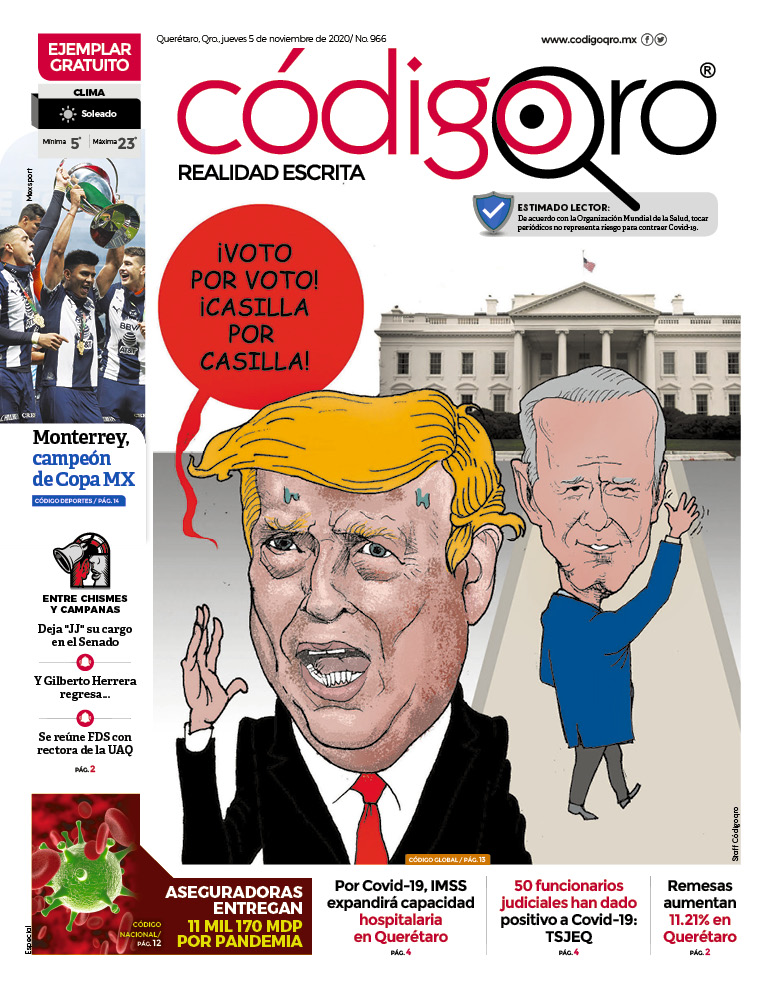 EJEMPLAR
GRATUITO
Querétaro, Qro., jueves 5 de noviembre de 2020/ No. 966
www.codigoqro.mx
códigoQro®
REALIDAD ESCRITA
CLIMA
Soleado
Mínima 5° Máxima 23°
ESTIMADO LECTOR:
De acuerdo con la Organización Mundial de la Salud, tocar
periódicos no representa riesgo para contraer Covid-19.
Mexsport
BBVA
AT&T
Monterrey,
campeón
de Copa MX
CÓDIGO DEPORTES / PÁG. 14
¡VOTO
POR VOTO!
¡CASILLA
POR
CASILLA!
ENTRE CHISMES
Y CAMPANAS
Deja "JJ" su cargo
en el Senado
Y Gilberto Herrera
regresa...
Se reúne FDS con
rectora de la UAQ
PÁG. 2
Staff Códigoqro
CÓDIGO GLOBAL / PÁG. 13
Especial
CÓDIGO
NACIONAL/
PÁG. 12
ASEGURADORAS
ENTREGAN
11 MIL 170 MDP
POR PANDEMIA
Por Covid-19, IMSS
expandirá capacidad
hospitalaria
en Querétaro
PÁG. 4
50 funcionarios
judiciales han dado
positivo a Covid-19:
TSJEQ
PÁG. 4
Remesas
aumentan
11.21% en
Querétaro
PÁG. 2